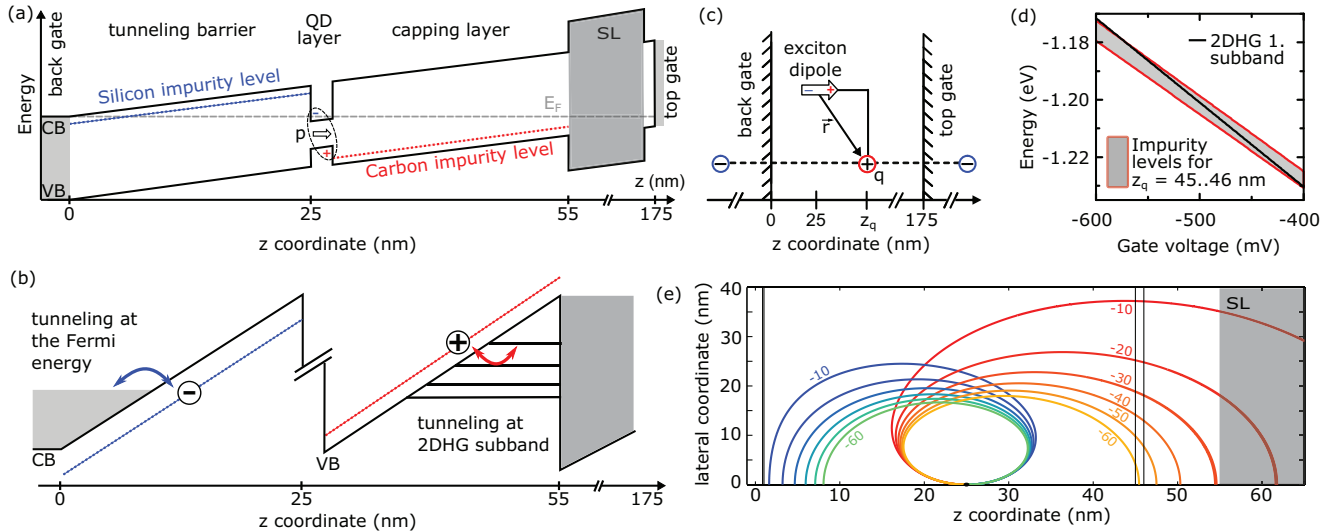 (a)
tunneling barrier
QD
layer
capping layer
SL
back gate
top gate
Energy
Silicon impurity level
E_F
CB
p
−
+
Carbon impurity level
VB
z (nm)
0
25
55
175
z coordinate (nm)
(b)
tunneling at
the Fermi
energy
−
+
CB
VB
tunneling at
2DHG subband
0
25
55
175
z coordinate (nm)
(c)
back gate
exciton
dipole
− +
r⃗
top gate
−
+
q
−
0
25
z_q
175
z coordinate (nm)
(d)
Energy (eV)
-1.18
-1.20
-1.22
2DHG 1.
subband
Impurity
levels for
z_q = 45..46 nm
-600
-500
-400
Gate voltage (mV)
(e)
lateral coordinate (nm)
40
30
20
10
0
SL
-10
-10
-20
-30
-40
-50
-60
-60
0
10
20
30
40
50
60
z coordinate (nm)